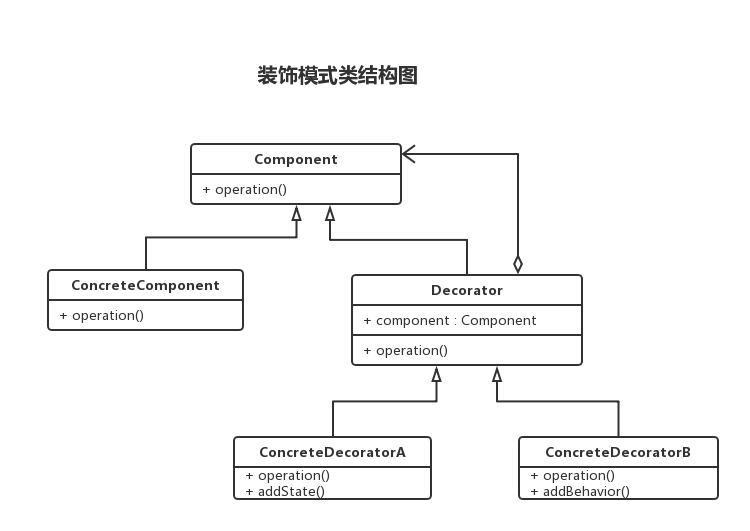 装饰模式类结构图
Component
+ operation()
ConcreteComponent
+ operation()
Decorator
+ component : Component
+ operation()
ConcreteDecoratorA
+ operation()
+ addState()
ConcreteDecoratorB
+ operation()
+ addBehavior()